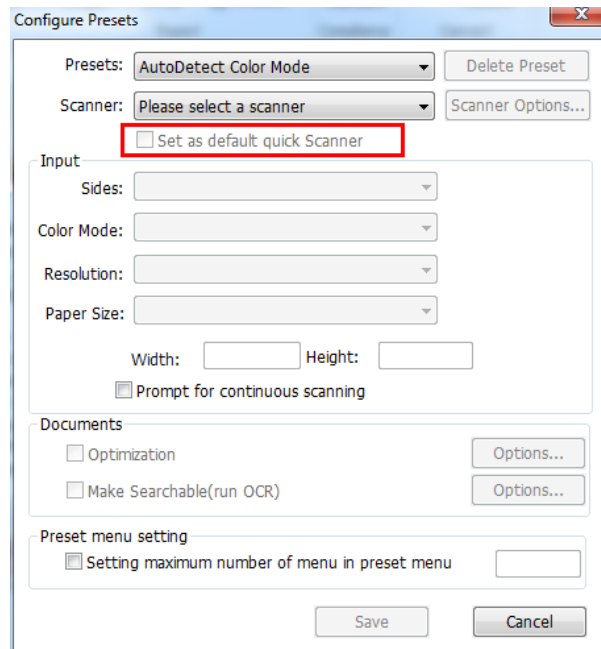 Configure Presets
Presets: AutoDetect Color Mode Delete Preset
Scanner: Please select a scanner Scanner Options...
Set as default quick Scanner
Input
Sides:
Color Mode:
Resolution:
Paper Size:
Width: Height:
Prompt for continuous scanning
Documents
Optimization Options...
Make Searchable(run OCR) Options...
Preset menu setting
Setting maximum number of menu in preset menu
Save Cancel